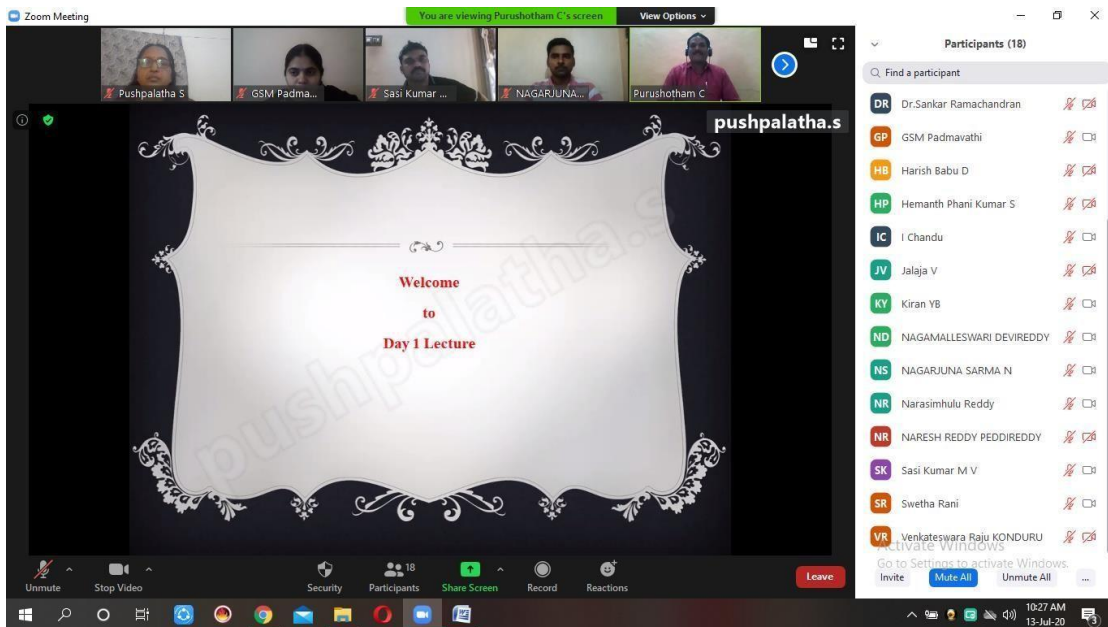 Zoom Meeting
You are viewing Purushotham C's screen
View Options
Participants (18)
Find a participant
Pushpalatha S
GSM Padma...
Sasi Kumar ...
NAGARJUNA...
Purushotham C
pushpalatha.s
pushpalatha.s
Welcome
to
Day 1 Lecture
DR Dr.Sankar Ramachandran
GP GSM Padmavathi
HB Harish Babu D
HP Hemanth Phani Kumar S
IC I Chandu
JV Jalaja V
KY Kiran YB
ND NAGAMALLESWARI DEVIREDDY
NS NAGARJUNA SARMA N
NR Narasimhulu Reddy
NR NARESH REDDY PEDDIREDDY
SK Sasi Kumar M V
SR Swetha Rani
VR Venkateswara Raju KONDURU
Activate Windows
Go to Settings to activate Windows.
Invite
Mute All
Unmute All
...
Unmute
Stop Video
Security
Participants
18
Share Screen
Record
Reactions
Leave
10:27 AM
13-Jul-20
3